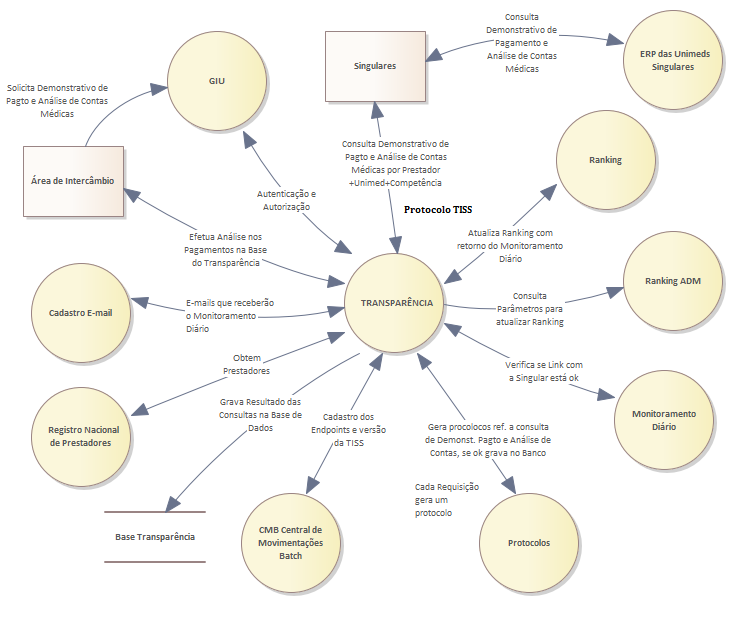 Consulta
Demonstrativo de
Pagamento e
Análise de Contas
Médicas
ERP das Unimeds
Singulares
Singulares
GIU
Solicita Demonstrativo de
Pagto e Análise de Contas
Médicas
Área de Intercâmbio
Consulta Demonstrativo de
Pagto e Análise de Contas
Médicas por Prestador
+Unimed+Competência
Ranking
Autenticação e
Autorização
Protocolo TISS
Efetua Análise nos
Pagamentos na Base
do Transparência
Atualiza Ranking com
retorno do Monitoramento
Diário
Ranking ADM
Cadastro E-mail
E-mails que receberão
o Monitoramento
Diário
TRANSPARÊNCIA
Consulta
Parâmetros para
atualizar Ranking
Obtem
Prestadores
Verifica se Link com
a Singular está ok
Grava Resultado das
Consultas na Base de
Dados
Monitoramento
Diário
Registro Nacional
de Prestadores
Cadastro dos
Endpoints e versão
da TISS
Gera procolocos ref. a consulta
de Demonst. Pagto e Análise de
Contas, se ok grava no Banco
Cada Requisição
gera um
protocolo
Base Transparência
CMB Central de
Movimentações
Batch
Protocolos